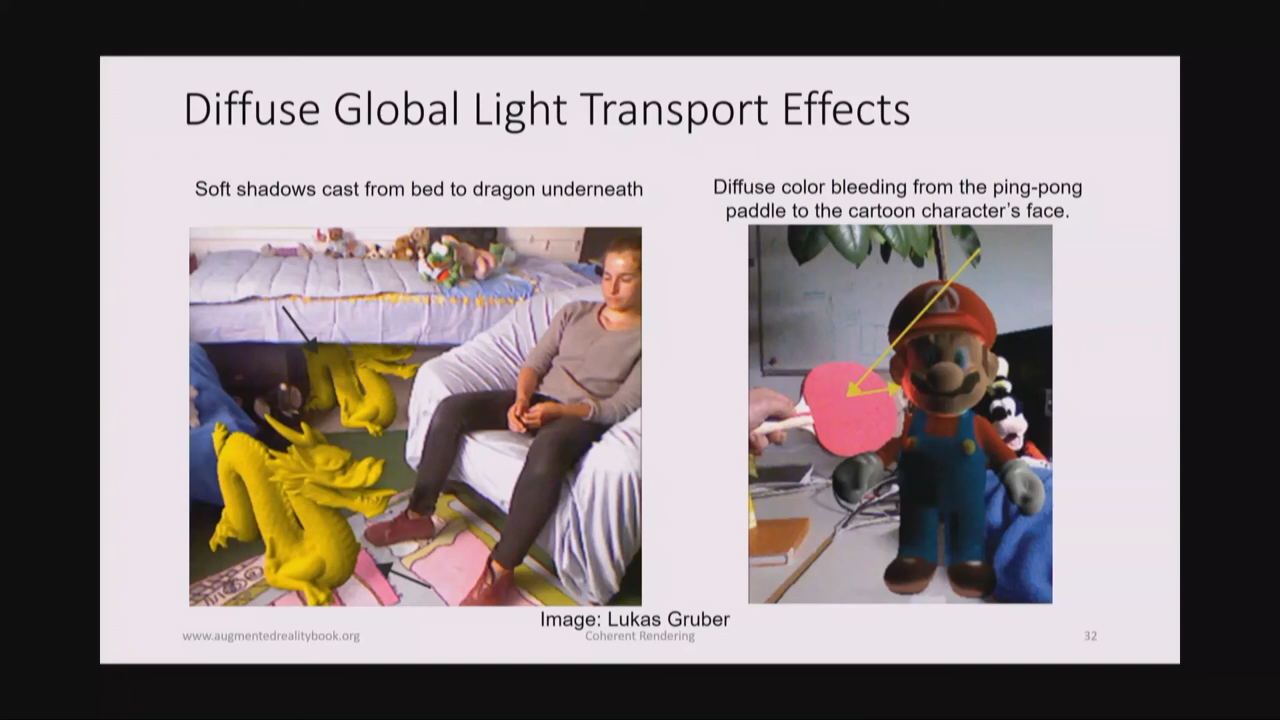 Diffuse Global Light Transport Effects
Soft shadows cast from bed to dragon underneath
Diffuse color bleeding from the ping-pong
paddle to the cartoon character's face.
Image: Lukas Gruber
www.augmentedrealitybook.org
Coherent Rendering
32